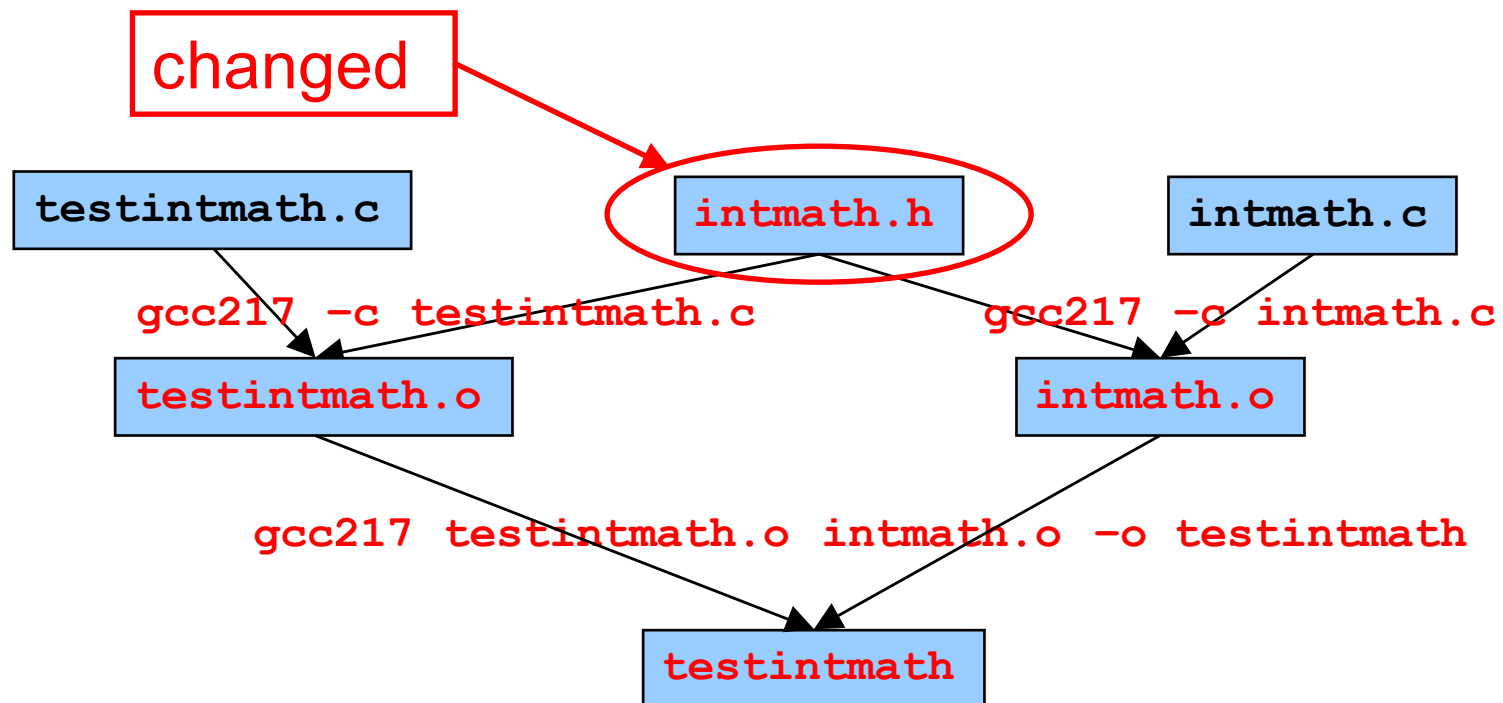 changed
testintmath.c
intmath.h
intmath.c
gcc217 –c testintmath.c
gcc217 –c intmath.c
testintmath.o
intmath.o
gcc217 testintmath.o intmath.o –o testintmath
testintmath